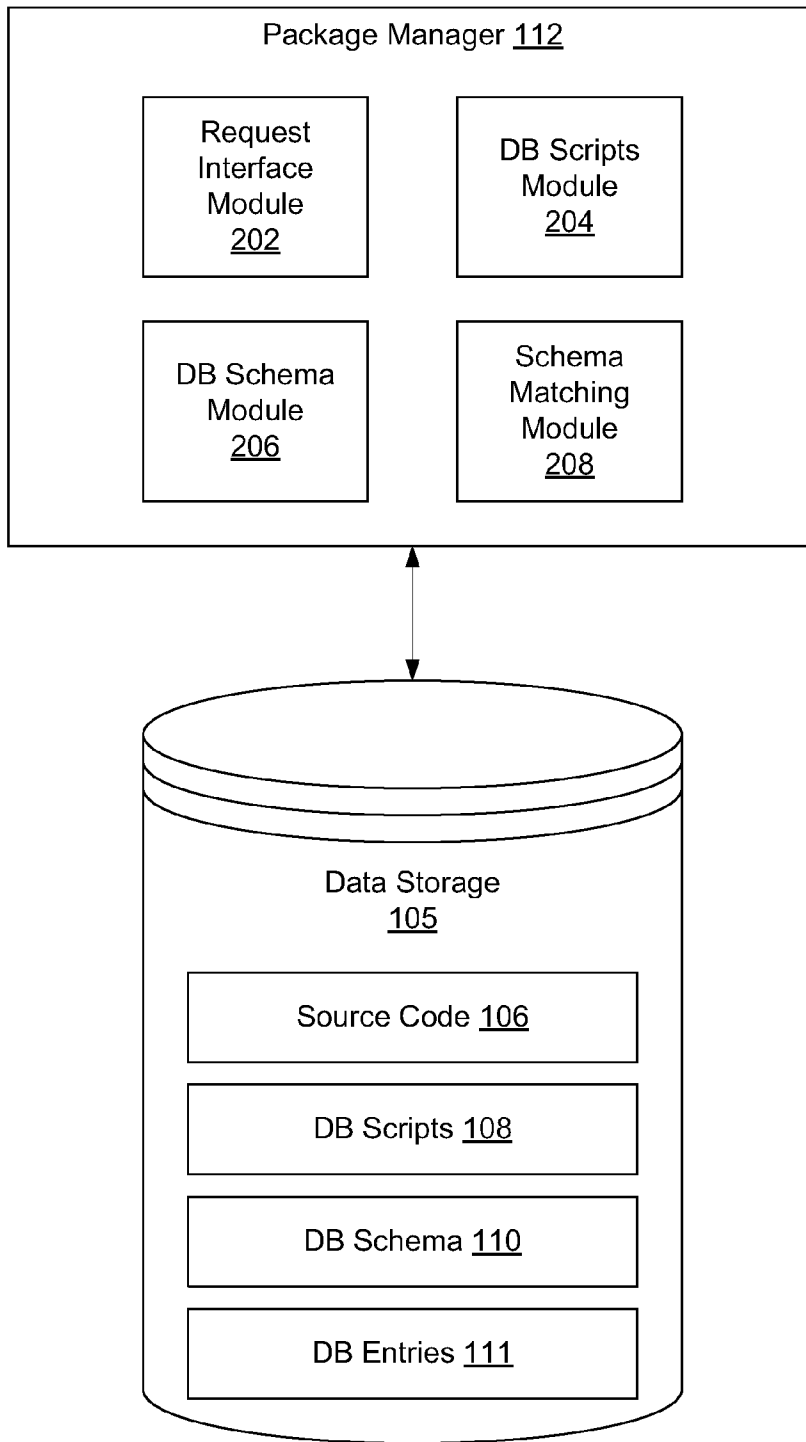 Package Manager 112
Request
Interface
Module
202
DB Scripts
Module
204
DB Schema
Module
206
Schema
Matching
Module
208
Data Storage
105
Source Code 106
DB Scripts 108
DB Schema 110
DB Entries 111